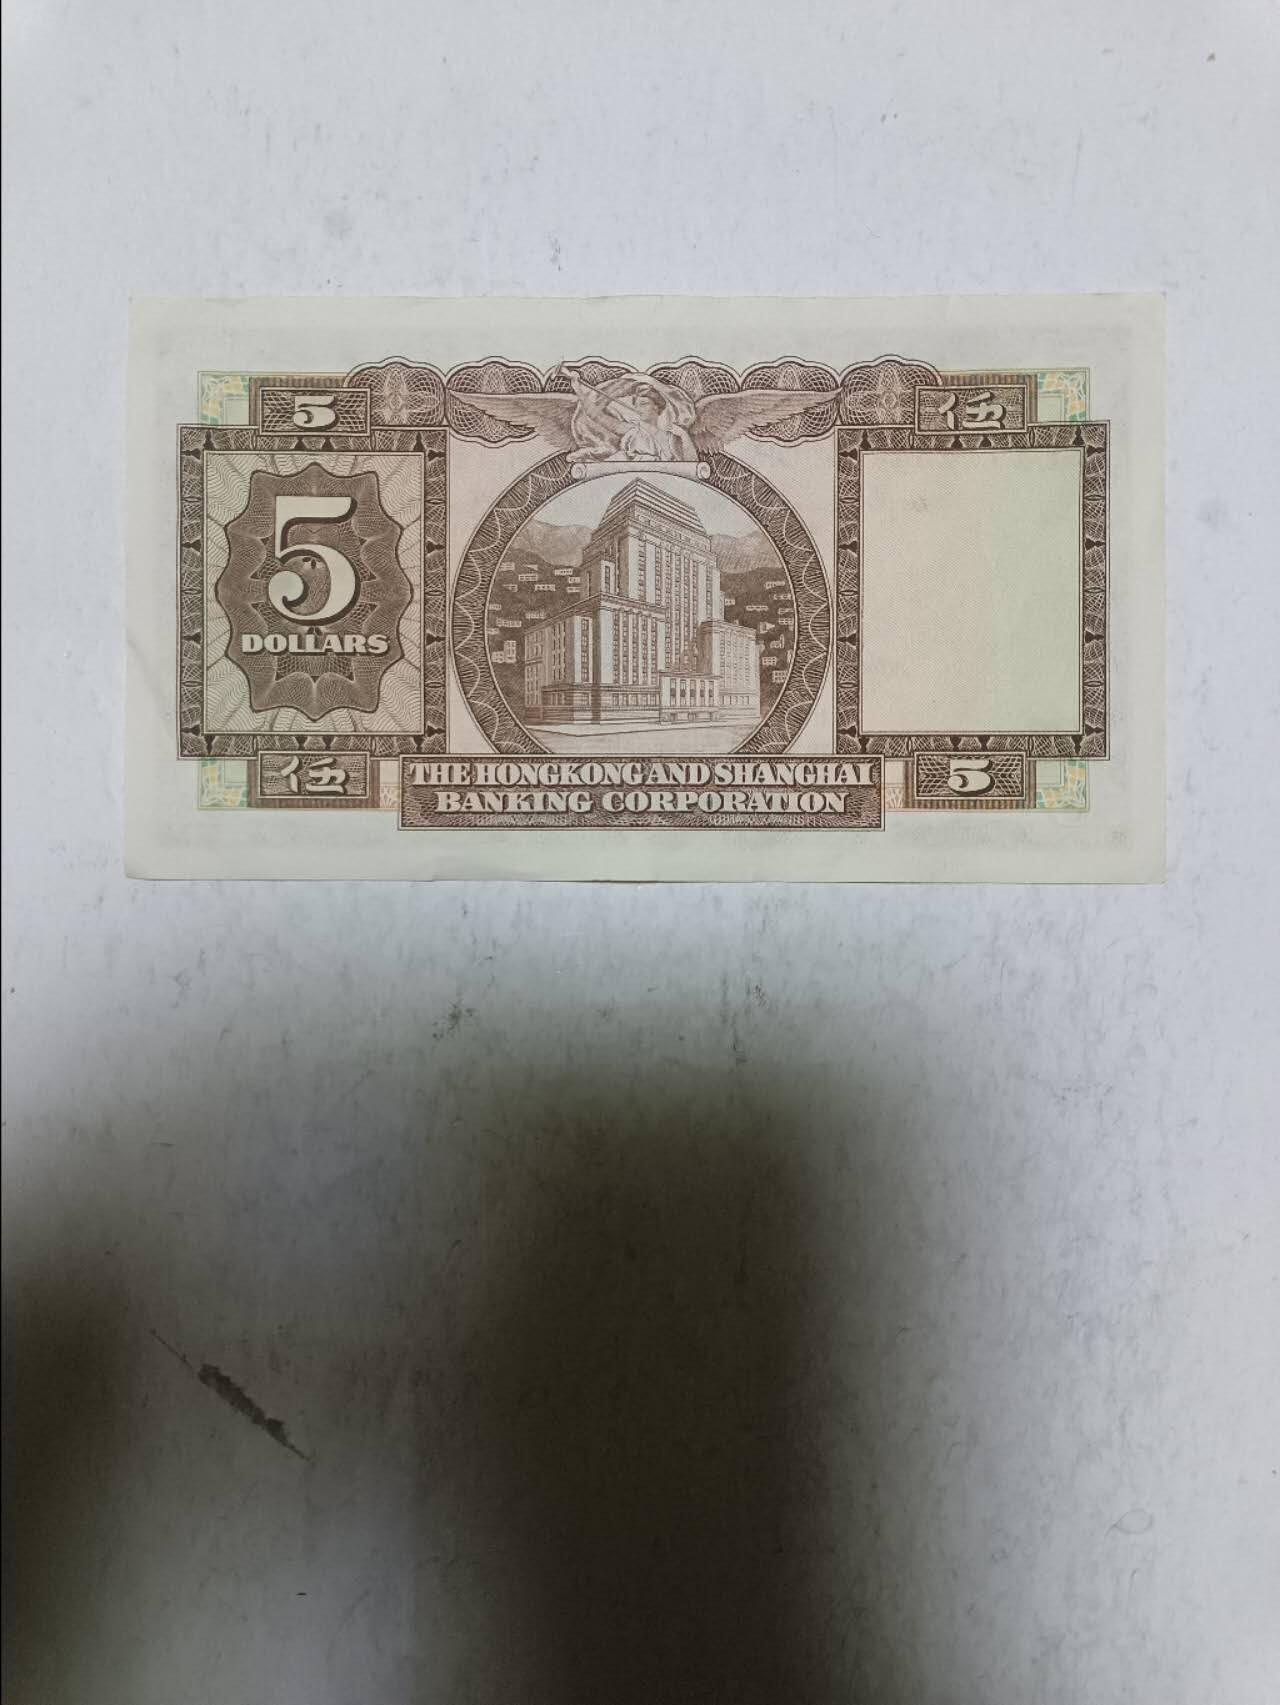 5
伍
5
DOLLARS
伍
THE HONGKONG AND SHANGHAI
BANKING CORPORATION
5